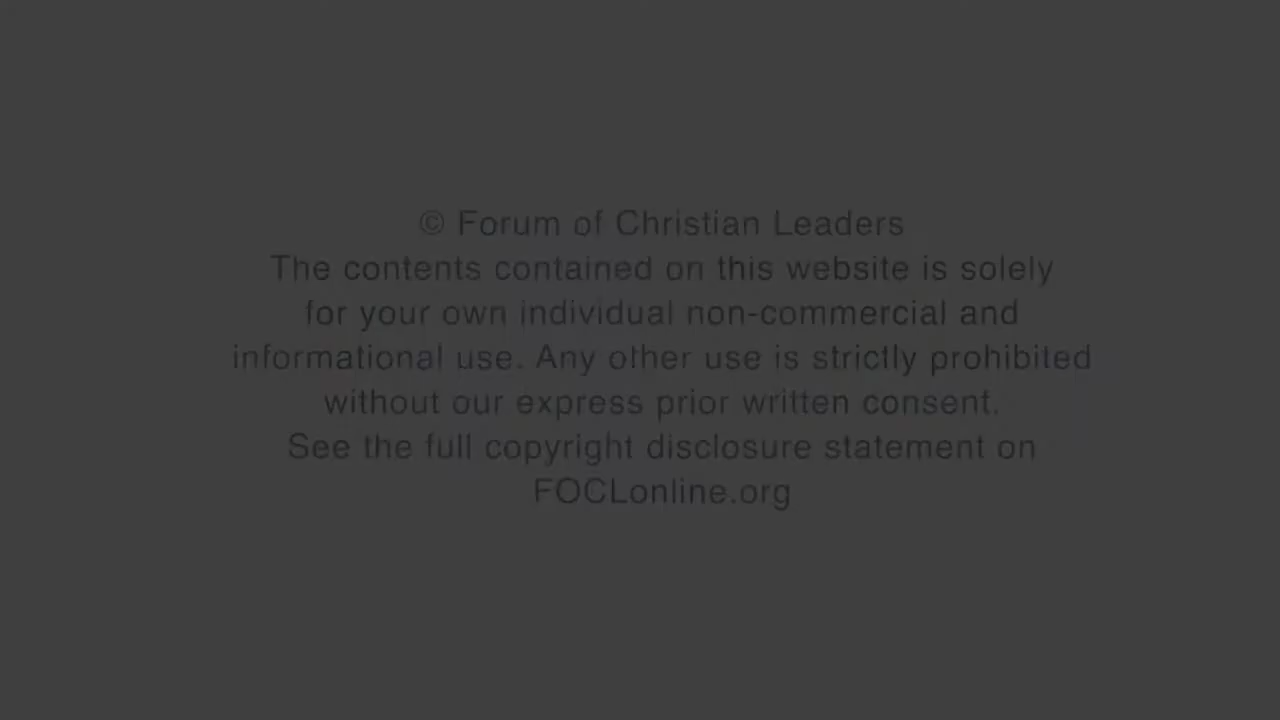 © Forum of Christian Leaders
The contents contained on this website is solely
for your own individual non-commercial and
informational use. Any other use is strictly prohibited
without our express prior written consent.
See the full copyright disclosure statement on
FOCLonline.org